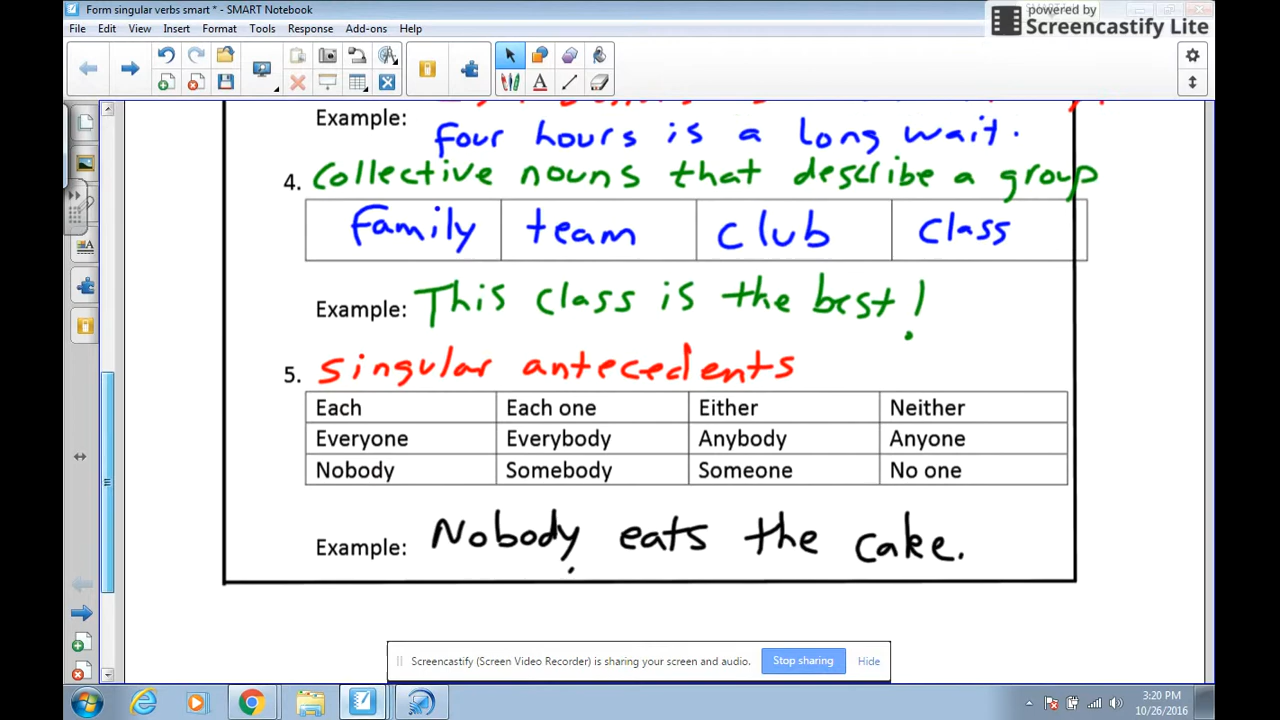 Form singular verbs smart * - SMART Notebook
powered by
Screencastify Lite
File Edit View Insert Format Tools Response Add-ons Help
Example:
four hours is a long wait.
4. collective nouns that describe a group
family team club class
Example: This class is the best!
5. singular antecedents
Each Each one Either Neither
Everyone Everybody Anybody Anyone
Nobody Somebody Someone No one
Example: Nobody eats the cake.
Screencastify (Screen Video Recorder) is sharing your screen and audio. Stop sharing Hide
3:20 PM
10/26/2016